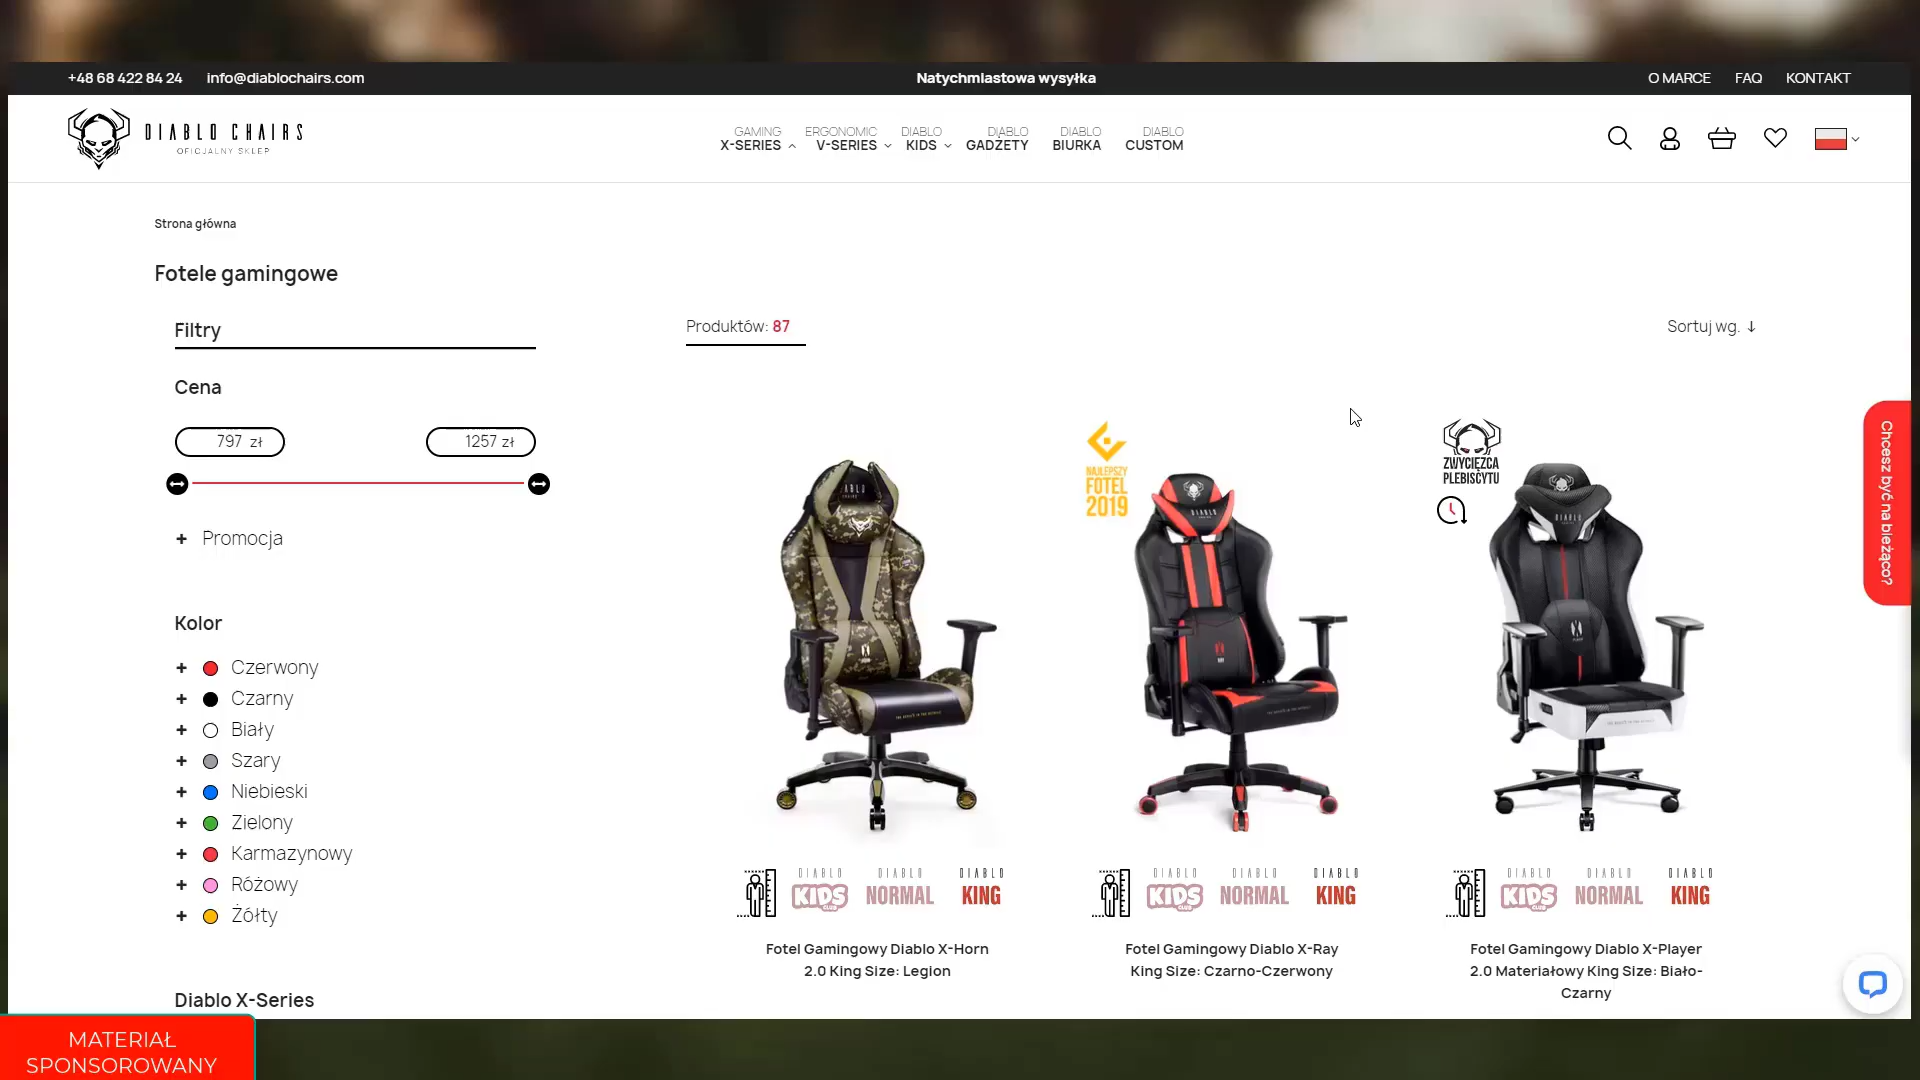 +48 68 422 84 24
info@diablochairs.com
Natychmiastowa wysyłka
O MARCE
FAQ
KONTAKT
DIABLO CHAIRS
OFICJALNY SKLEP
GAMING
X-SERIES
ERGONOMIC
V-SERIES
DIABLO
KIDS
DIABLO
GADŻETY
DIABLO
BIURKA
DIABLO
CUSTOM
Strona główna
Fotele gamingowe
Filtry
Produktów: 87
Sortuj wg. ↓
Cena
797 zł
1257 zł
+ Promocja
Kolor
+ Czerwony
+ Czarny
+ Biały
+ Szary
+ Niebieski
+ Zielony
+ Karmazynowy
+ Różowy
+ Żółty
Diablo X-Series
NAJLEPSZY
FOTEL
2019
ZWYCIĘZCA
PLEBISCYTU
Chcesz być na bieżąco?
DIABLO
KIDS
CLUB
DIABLO
NORMAL
DIABLO
KING
DIABLO
KIDS
CLUB
DIABLO
NORMAL
DIABLO
KING
DIABLO
KIDS
CLUB
DIABLO
NORMAL
DIABLO
KING
Fotel Gamingowy Diablo X-Horn
2.0 King Size: Legion
Fotel Gamingowy Diablo X-Ray
King Size: Czarno-Czerwony
Fotel Gamingowy Diablo X-Player
2.0 Materiałowy King Size: Biało-
Czarny
MATERIAŁ
SPONSOROWANY